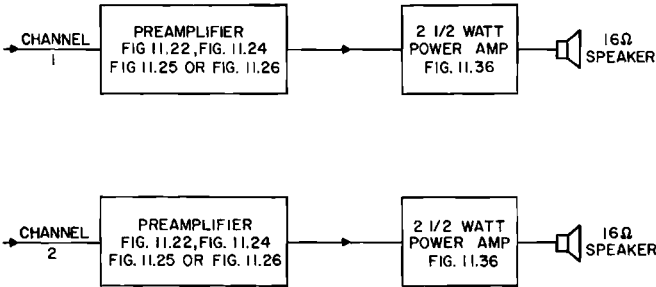 CHANNEL
1
PREAMPLIFIER
FIG 11.22, FIG. 11.24
FIG 11.25 OR FIG. 11.26
2 1/2 WATT
POWER AMP
FIG. 11.36
16Ω
SPEAKER
CHANNEL
2
PREAMPLIFIER
FIG. 11.22, FIG. 11.24
FIG. 11.25 OR FIG. 11.26
2 1/2 WATT
POWER AMP
FIG. 11.36
16Ω
SPEAKER